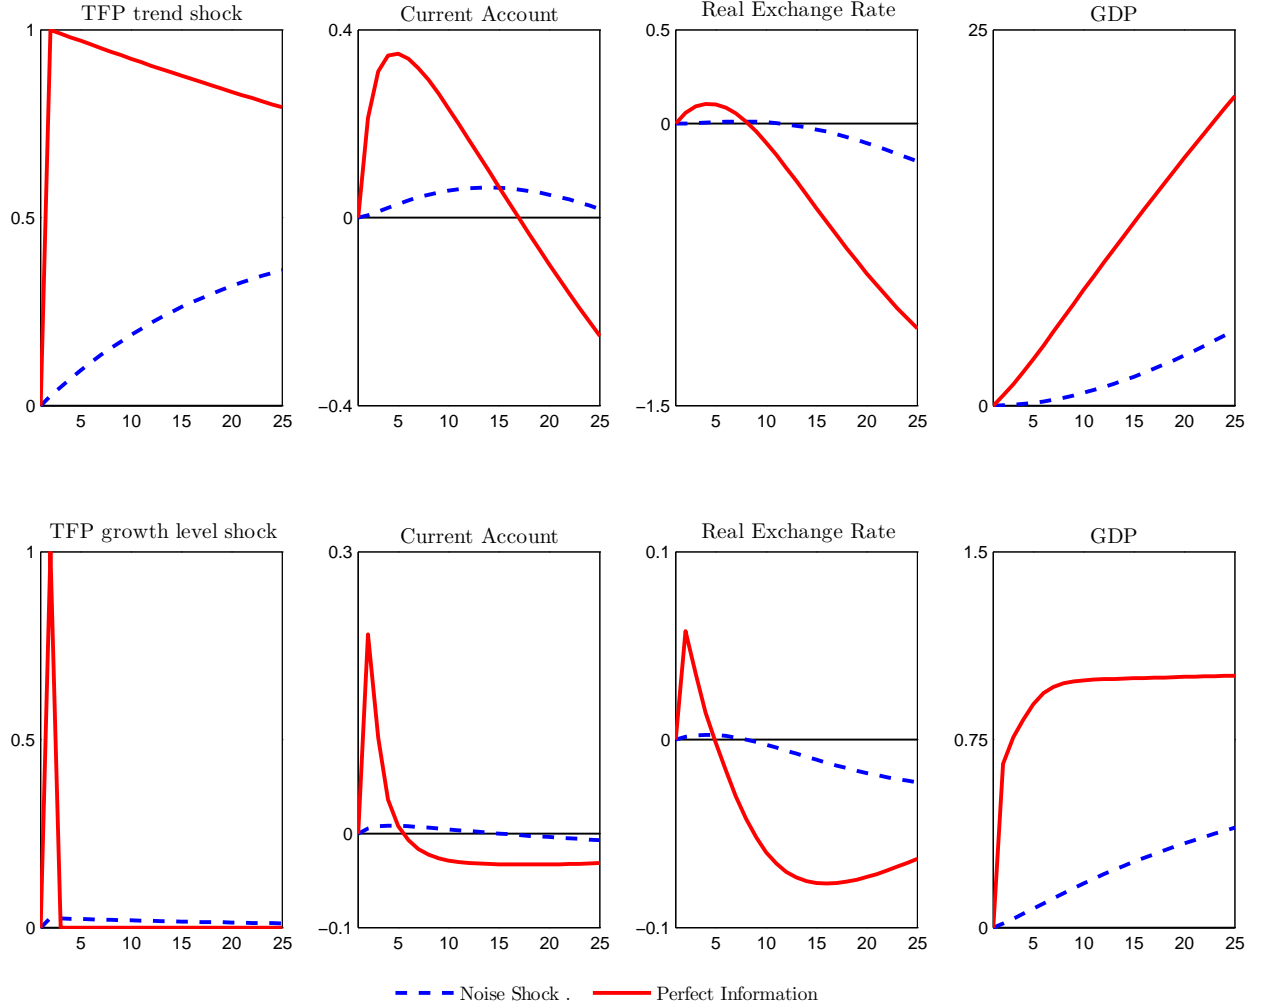 TFP trend shock
Current Account
Real Exchange Rate
GDP
1
0.5
0
5 10 15 20 25
0.4
0
−0.4
5 10 15 20 25
0.5
0
−1.5
5 10 15 20 25
25
0
5 10 15 20 25
TFP growth level shock
Current Account
Real Exchange Rate
GDP
1
0.5
0
5 10 15 20 25
0.3
0
−0.1
5 10 15 20 25
0.1
0
−0.1
5 10 15 20 25
1.5
0.75
0
5 10 15 20 25
Noise Shock . Perfect Information